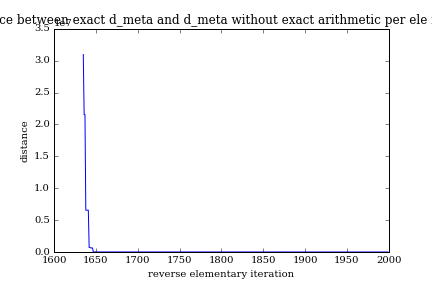 ce between exact d_meta and d_meta without exact arithmetic per ele
1e7
3.5
3.0
2.5
2.0
1.5
1.0
0.5
0.0
distance
1600 1650 1700 1750 1800 1850 1900 1950 2000
reverse elementary iteration